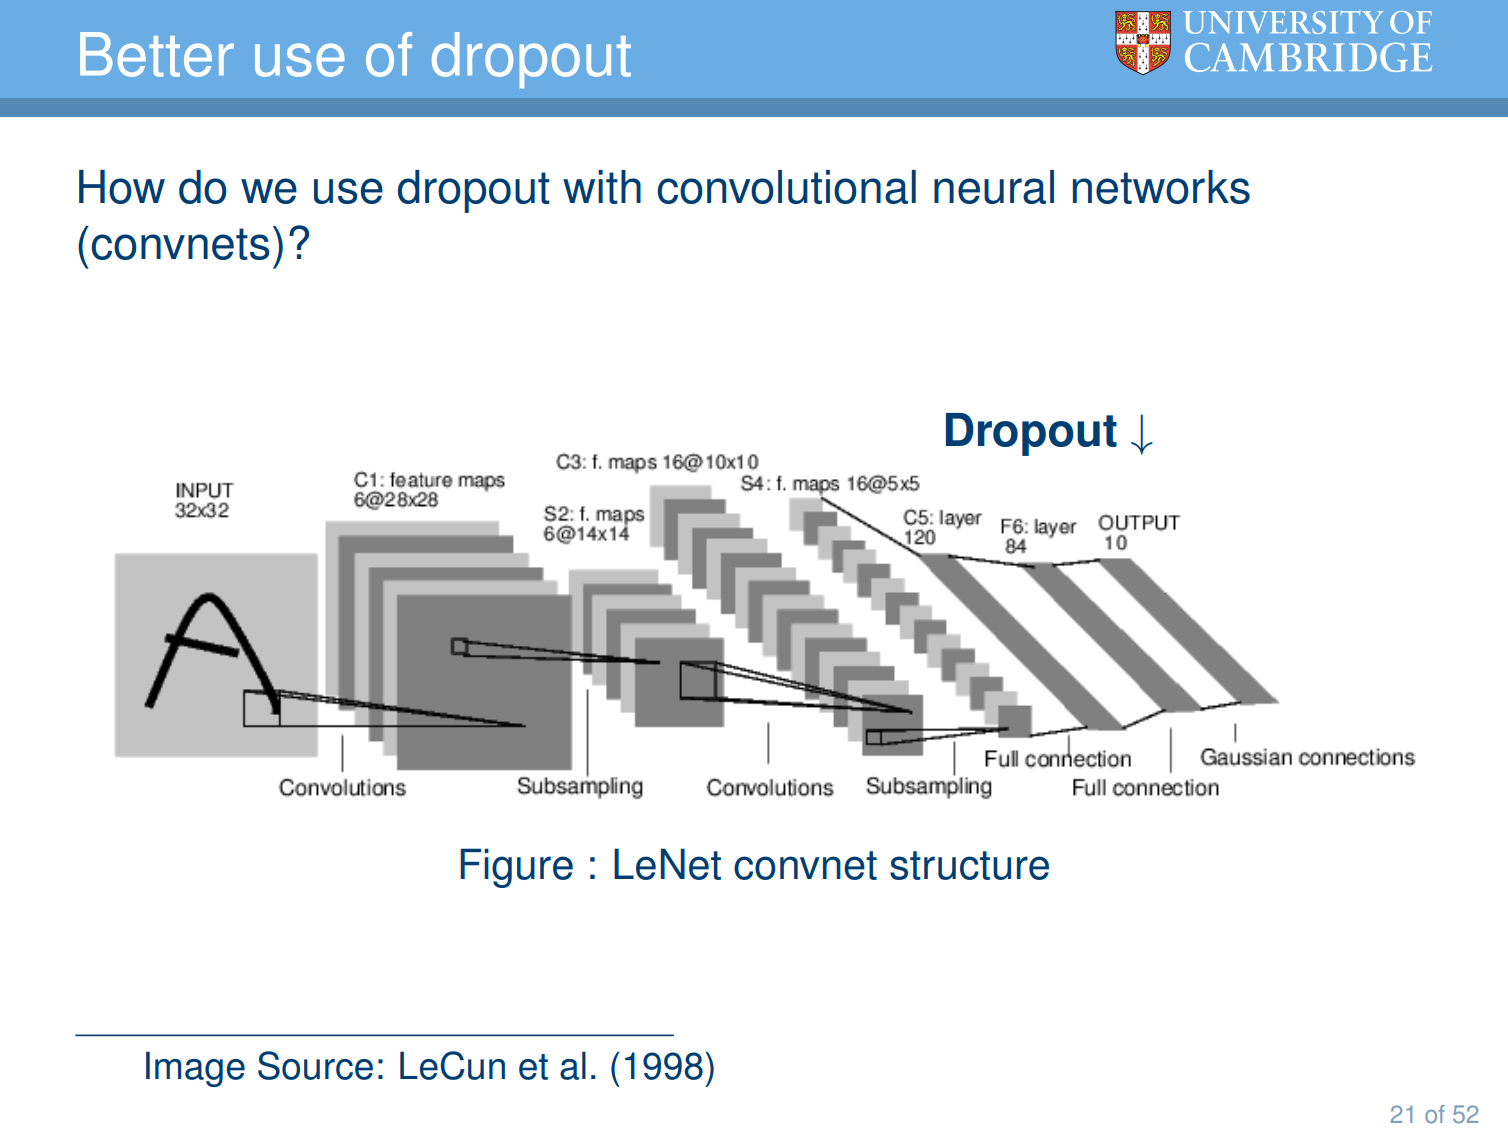 Better use of dropout
UNIVERSITY OF
CAMBRIDGE
How do we use dropout with convolutional neural networks
(convnets)?
Dropout ↓
INPUT
32x32
C1: feature maps
6@28x28
S2: f. maps
6@14x14
C3: f. maps 16@10x10
S4: f. maps 16@5x5
C5: layer
120
F6: layer
84
OUTPUT
10
Convolutions
Subsampling
Convolutions
Subsampling
Full connection
Full connection
Gaussian connections
Figure : LeNet convnet structure
Image Source: LeCun et al. (1998)
21 of 52